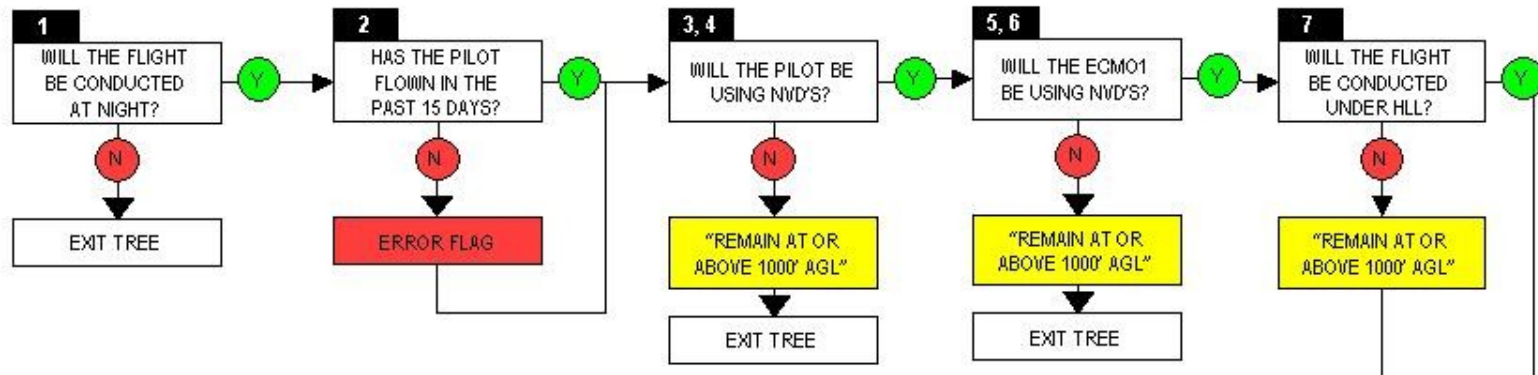 1
WILL THE FLIGHT
BE CONDUCTED
AT NIGHT?
Y
N
EXIT TREE
2
HAS THE PILOT
FLOWN IN THE
PAST 15 DAYS?
Y
N
ERROR FLAG
3, 4
WILL THE PILOT BE
USING NVD'S?
Y
N
"REMAIN AT OR
ABOVE 1000' AGL"
EXIT TREE
5, 6
WILL THE ECMO1
BE USING NVD'S?
Y
N
"REMAIN AT OR
ABOVE 1000' AGL"
EXIT TREE
7
WILL THE FLIGHT
BE CONDUCTED
UNDER HLL?
Y
N
"REMAIN AT OR
ABOVE 1000' AGL"